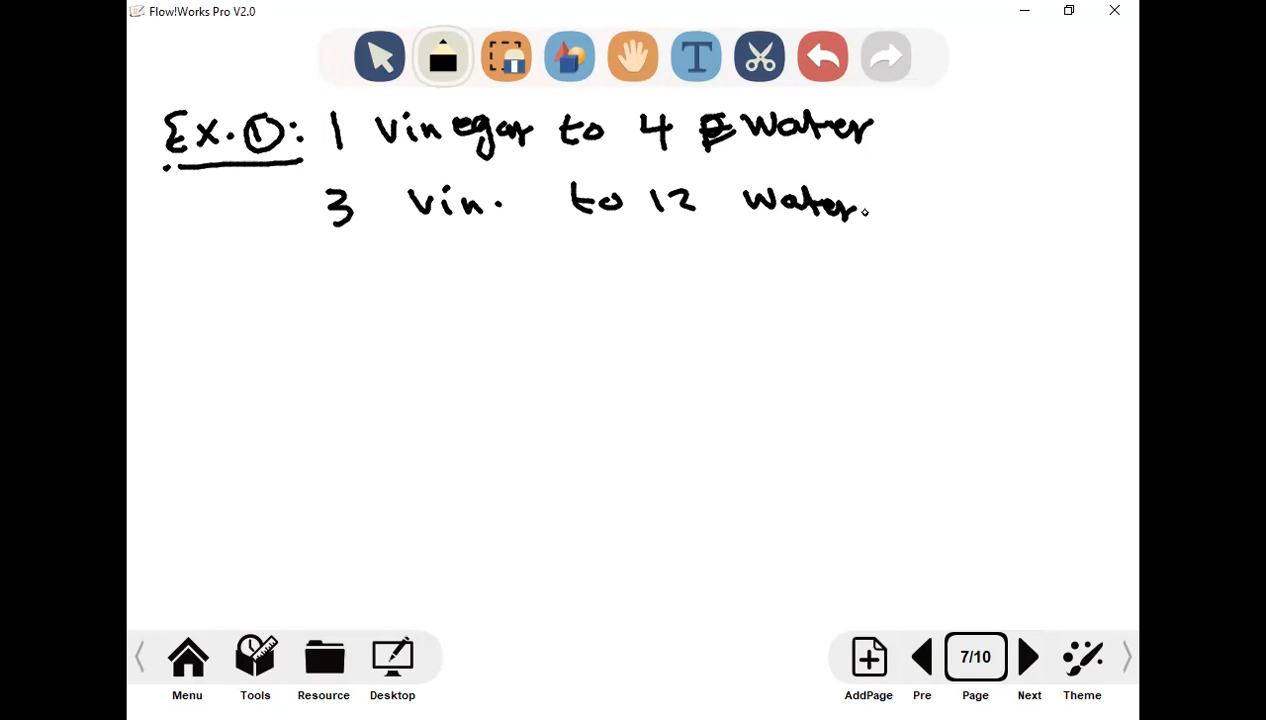 Flow!Works Pro V2.0
Ex. ①: 1 vinegar to 4 water
3 vin. to 12 water.
T
7/10
Menu Tools Resource Desktop AddPage Pre Page Next Theme